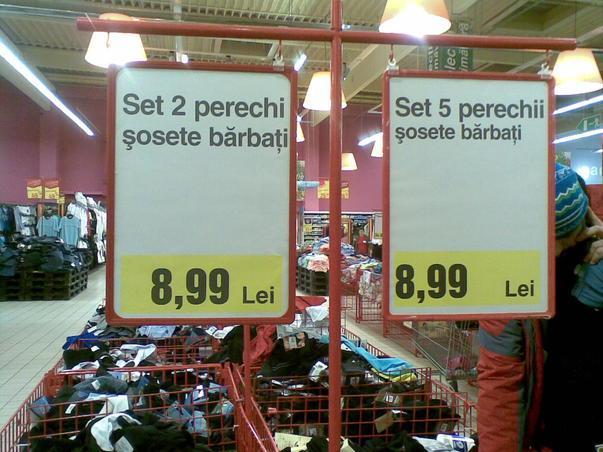 Set 2 perechi
șosete bărbați
8,99 Lei
Set 5 perechii
șosete bărbați
8,99 Lei